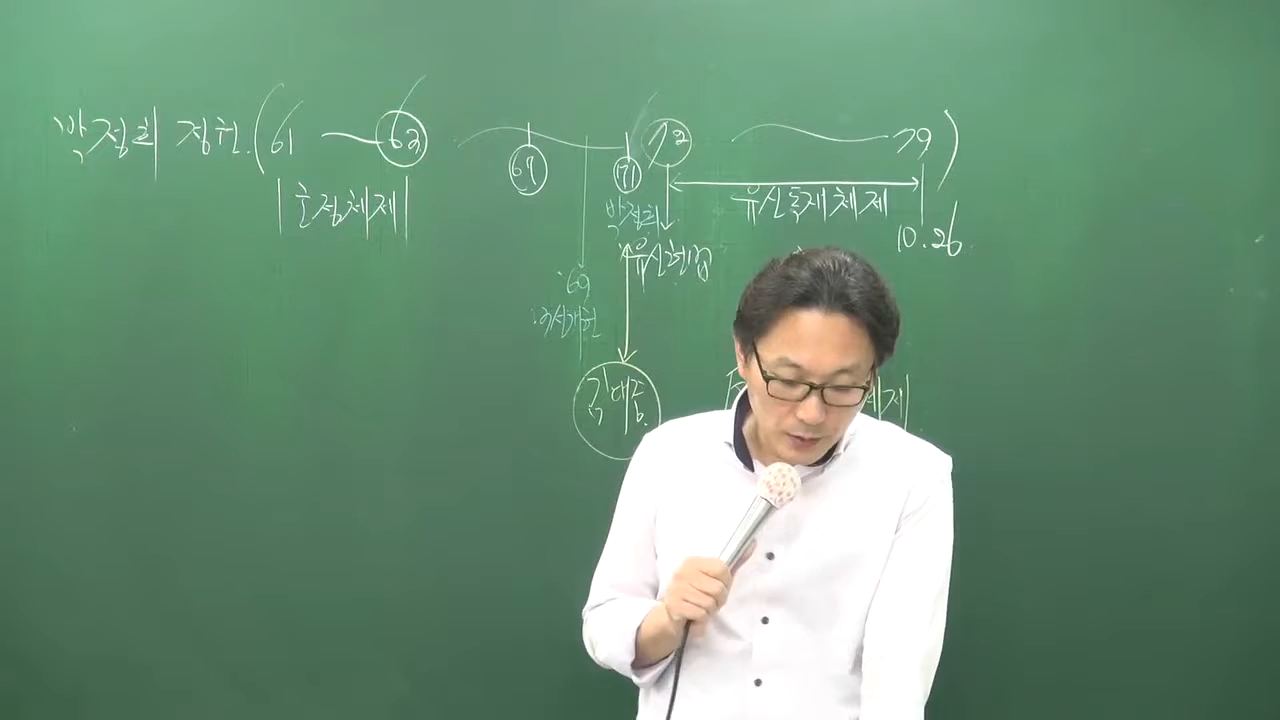 박정희 정권 (61 ~ 62 67 71 72 ~ 79)
군정체제
박정희
유신독재체제
10.26
유신헌법
69
3선개헌
김대중
체제